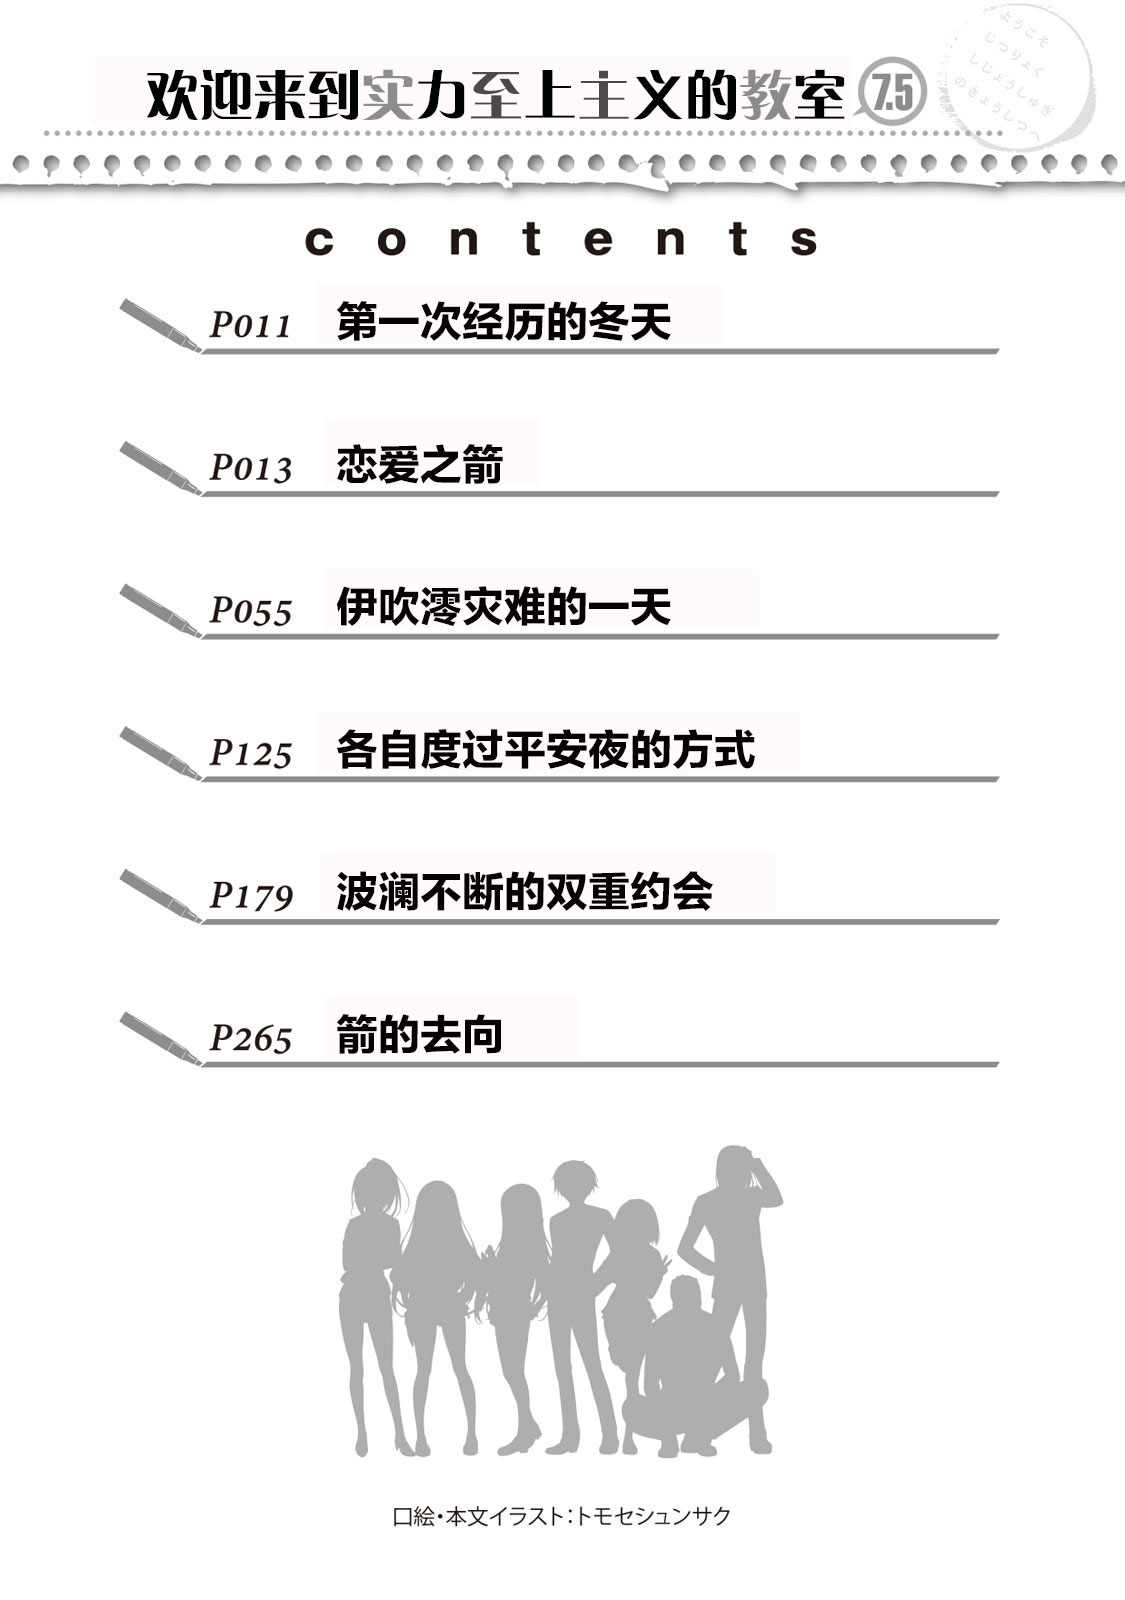 欢迎来到实力至上主义的教室 7.5
ようこそ
じつりょく
しじょうしゅぎ
のきょうしつへ
contents
P011 第一次经历的冬天
P013 恋爱之箭
P055 伊吹澪灾难的一天
P125 各自度过平安夜的方式
P179 波澜不断的双重约会
P265 箭的去向
口絵・本文イラスト：トモセシュンサク